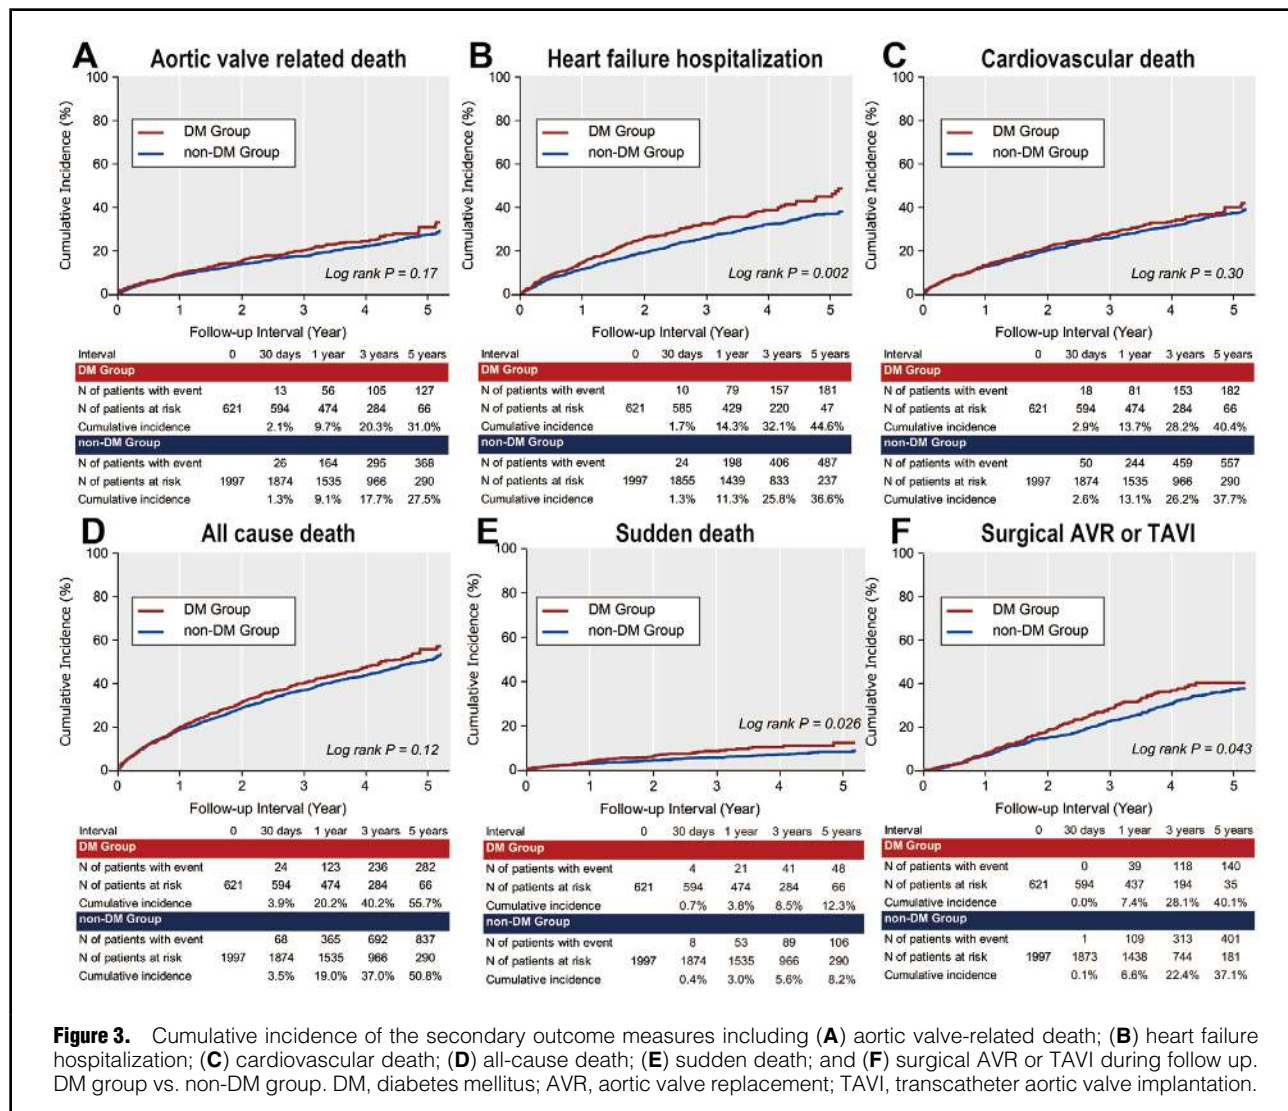 A Aortic valve related death
100
80
60
40
20
0
Cumulative Incidence (%)
DM Group
non-DM Group
Log rank P = 0.17
0 1 2 3 4 5
Follow-up Interval (Year)
Interval 0 30 days 1 year 3 years 5 years
DM Group
N of patients with event 13 56 105 127
N of patients at risk 621 594 474 284 66
Cumulative incidence 2.1% 9.7% 20.3% 31.0%
non-DM Group
N of patients with event 26 164 295 368
N of patients at risk 1997 1874 1535 966 290
Cumulative incidence 1.3% 9.1% 17.7% 27.5%
B Heart failure hospitalization
100
80
60
40
20
0
Cumulative Incidence (%)
DM Group
non-DM Group
Log rank P = 0.002
0 1 2 3 4 5
Follow-up Interval (Year)
Interval 0 30 days 1 year 3 years 5 years
DM Group
N of patients with event 10 79 157 181
N of patients at risk 621 585 429 220 47
Cumulative incidence 1.7% 14.3% 32.1% 44.6%
non-DM Group
N of patients with event 24 198 406 487
N of patients at risk 1997 1855 1439 833 237
Cumulative incidence 1.3% 11.3% 25.8% 36.6%
C Cardiovascular death
100
80
60
40
20
0
Cumulative Incidence (%)
DM Group
non-DM Group
Log rank P = 0.30
0 1 2 3 4 5
Follow-up Interval (Year)
Interval 0 30 days 1 year 3 years 5 years
DM Group
N of patients with event 18 81 153 182
N of patients at risk 621 594 474 284 66
Cumulative incidence 2.9% 13.7% 28.2% 40.4%
non-DM Group
N of patients with event 50 244 459 557
N of patients at risk 1997 1874 1535 966 290
Cumulative incidence 2.6% 13.1% 26.2% 37.7%
D All cause death
100
80
60
40
20
0
Cumulative Incidence (%)
DM Group
non-DM Group
Log rank P = 0.12
0 1 2 3 4 5
Follow-up Interval (Year)
Interval 0 30 days 1 year 3 years 5 years
DM Group
N of patients with event 24 123 236 282
N of patients at risk 621 594 474 284 66
Cumulative incidence 3.9% 20.2% 40.2% 55.7%
non-DM Group
N of patients with event 68 365 692 837
N of patients at risk 1997 1874 1535 966 290
Cumulative incidence 3.5% 19.0% 37.0% 50.8%
E Sudden death
100
80
60
40
20
0
Cumulative Incidence (%)
DM Group
non-DM Group
Log rank P = 0.026
0 1 2 3 4 5
Follow-up Interval (Year)
Interval 0 30 days 1 year 3 years 5 years
DM Group
N of patients with event 4 21 41 48
N of patients at risk 621 594 474 284 66
Cumulative incidence 0.7% 3.8% 8.5% 12.3%
non-DM Group
N of patients with event 8 53 89 106
N of patients at risk 1997 1874 1535 966 290
Cumulative incidence 0.4% 3.0% 5.6% 8.2%
F Surgical AVR or TAVI
100
80
60
40
20
0
Cumulative Incidence (%)
DM Group
non-DM Group
Log rank P = 0.043
0 1 2 3 4 5
Follow-up Interval (Year)
Interval 0 30 days 1 year 3 years 5 years
DM Group
N of patients with event 0 39 118 140
N of patients at risk 621 594 437 194 35
Cumulative incidence 0.0% 7.4% 28.1% 40.1%
non-DM Group
N of patients with event 1 109 313 401
N of patients at risk 1997 1873 1438 744 181
Cumulative incidence 0.1% 6.6% 22.4% 37.1%
Figure 3. Cumulative incidence of the secondary outcome measures including (A) aortic valve-related death; (B) heart failure
hospitalization; (C) cardiovascular death; (D) all-cause death; (E) sudden death; and (F) surgical AVR or TAVI during follow up.
DM group vs. non-DM group. DM, diabetes mellitus; AVR, aortic valve replacement; TAVI, transcatheter aortic valve implantation.